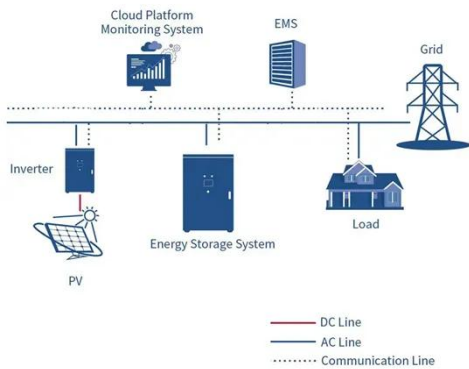 Cloud Platform
Monitoring System
EMS
Grid
Inverter
Energy Storage System
Load
PV
DC Line
AC Line
Communication Line